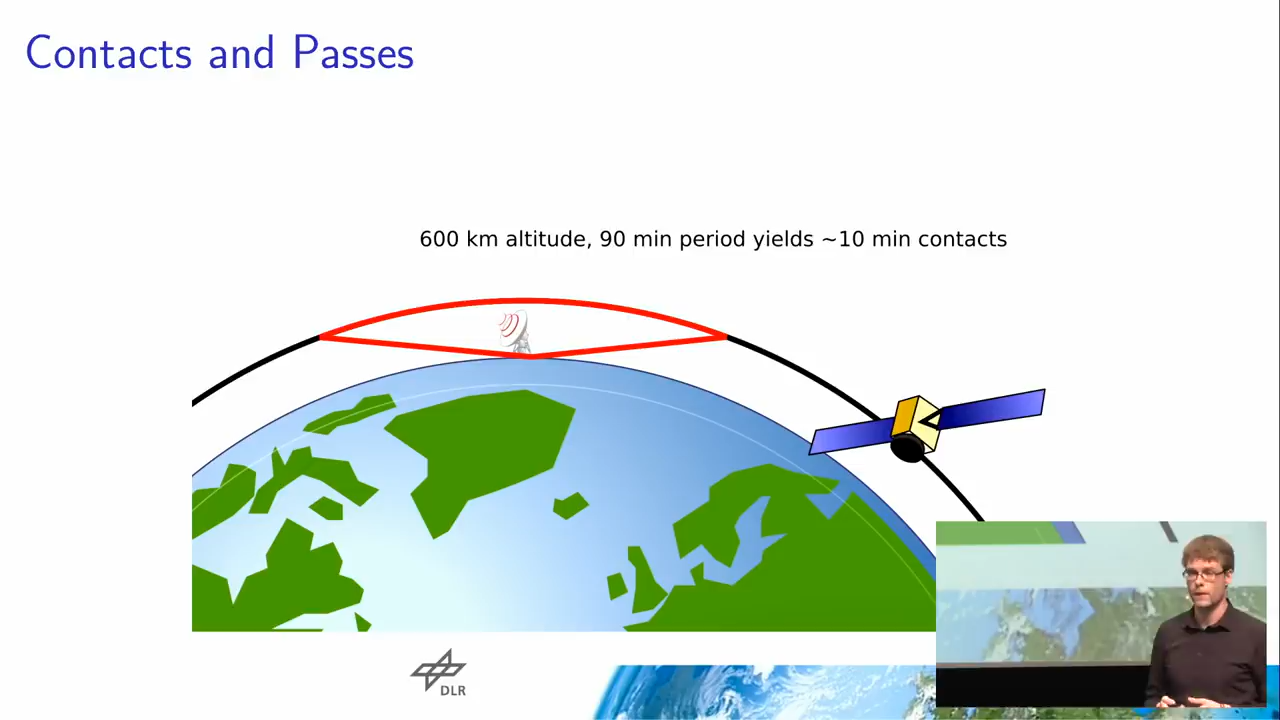 Contacts and Passes
600 km altitude, 90 min period yields ~10 min contacts
DLR